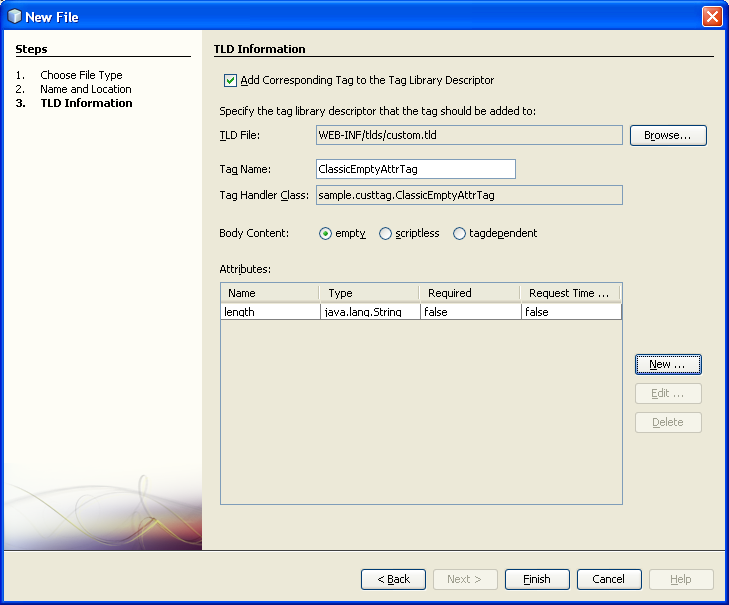 New File
Steps
1. Choose File Type
2. Name and Location
3. TLD Information
TLD Information
Add Corresponding Tag to the Tag Library Descriptor
Specify the tag library descriptor that the tag should be added to:
TLD File: WEB-INF/tlds/custom.tld Browse...
Tag Name: ClassicEmptyAttrTag
Tag Handler Class: sample.custtag.ClassicEmptyAttrTag
Body Content: empty scriptless tagdependent
Attributes:
Name Type Required Request Time ...
length java.lang.String false false
New ...
Edit ...
Delete
< Back Next > Finish Cancel Help